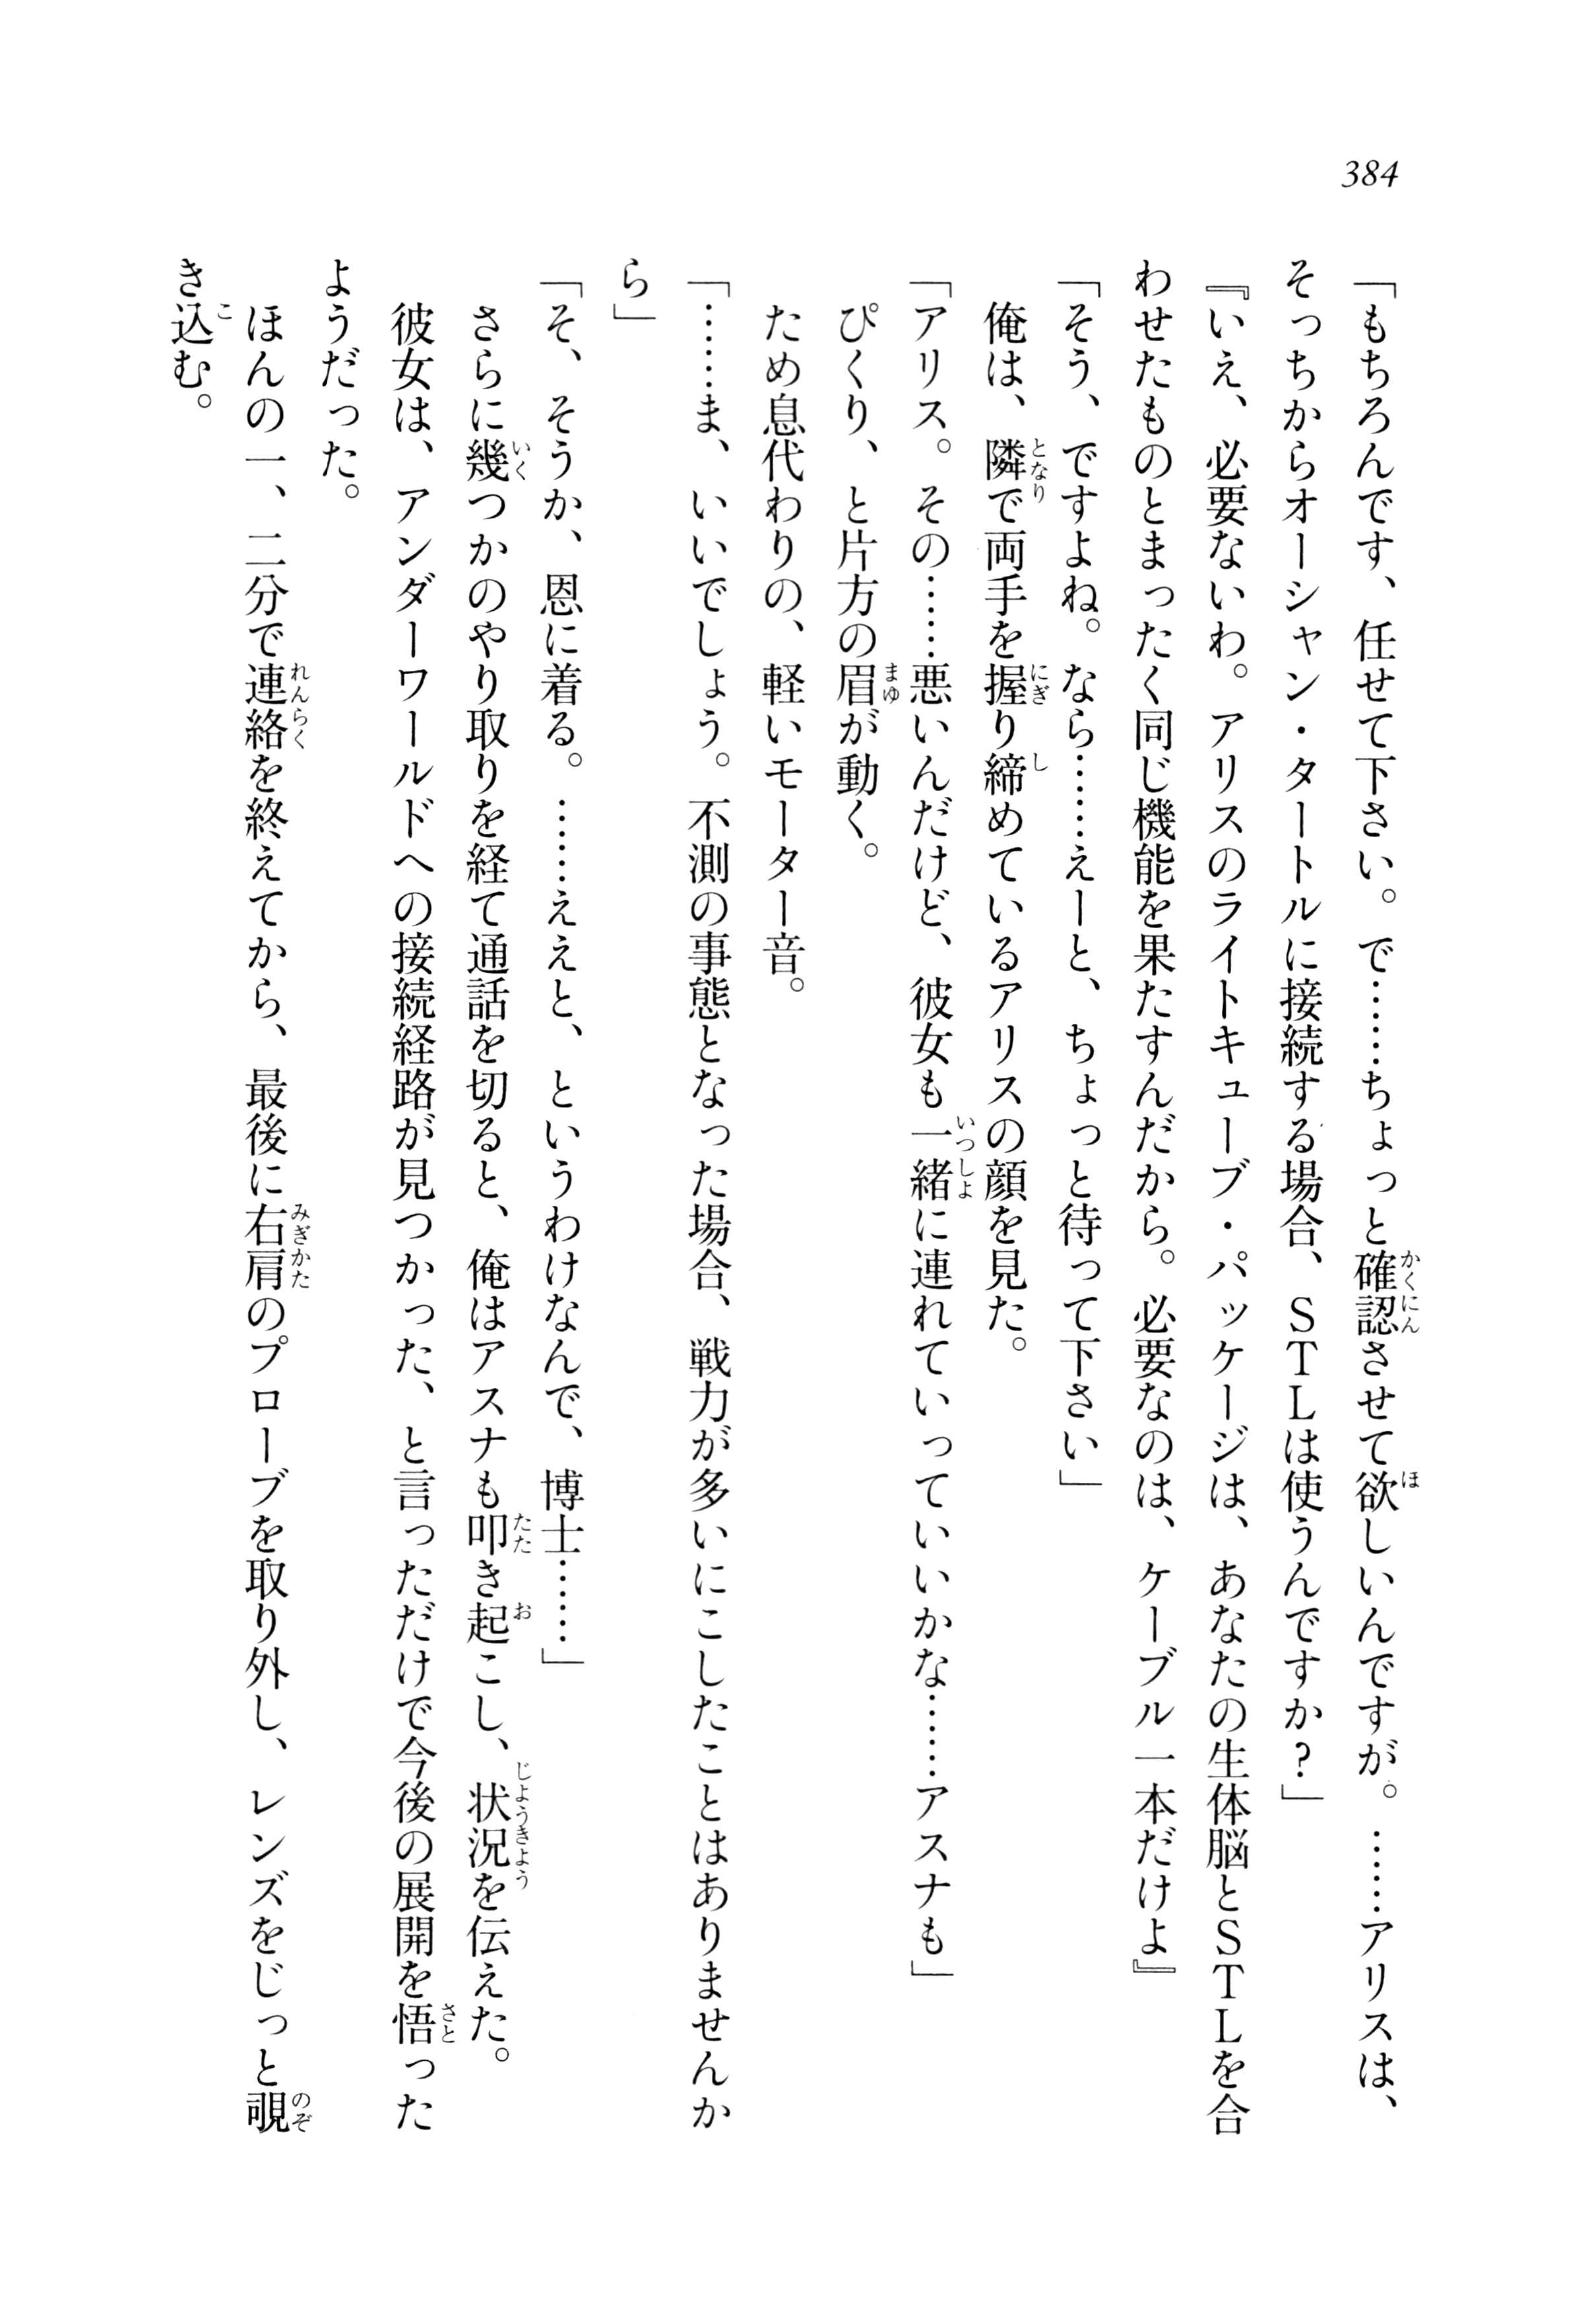 384
「もちろんです、任せて下さい。で……ちょっと確認させて欲しいんですが。……アリスは、
そっちからオーシャン・タートルに接続する場合、ＳＴＬは使うんですか？」
『いえ、必要ないわ。アリスのライトキューブ・パッケージは、あなたの生体脳とＳＴＬを合
わせたものとまったく同じ機能を果たすんだから。必要なのは、ケーブル一本だけよ』
「そう、ですよね。なら……えーと、ちょっと待って下さい」
俺は、隣で両手を握り締めているアリスの顔を見た。
「アリス。その……悪いんだけど、彼女も一緒に連れていっていいかな……アスナも」
ぴくり、と片方の眉が動く。
ため息代わりの、軽いモーター音。
「……ま、いいでしょう。不測の事態となった場合、戦力が多いにこしたことはありませんか
ら」
「そ、そうか、恩に着る。……ええと、というわけなんで、博士……」
さらに幾つかのやり取りを経て通話を切ると、俺はアスナも叩き起こし、状況を伝えた。
彼女は、アンダーワールドへの接続経路が見つかった、と言っただけで今後の展開を悟った
ようだった。
ほんの一、二分で連絡を終えてから、最後に右肩のプローブを取り外し、レンズをじっと覗
き込む。